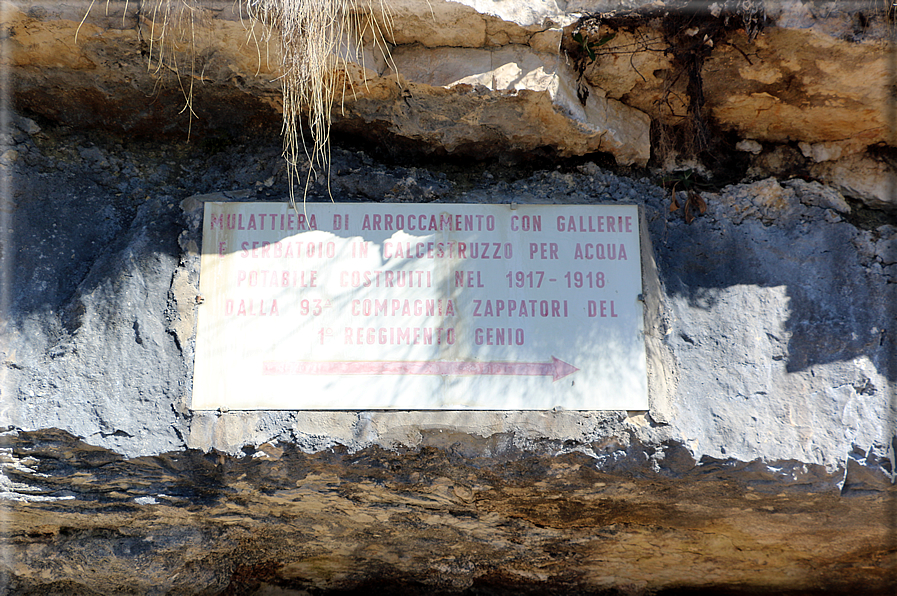 MULATTIERA DI ARROCCAMENTO CON GALLERIE
E SERBATOIO IN CALCESTRUZZO PER ACQUA
POTABILE COSTRUITI NEL 1917-1918
DALLA 93ª COMPAGNIA ZAPPATORI DEL
1° REGGIMENTO GENIO